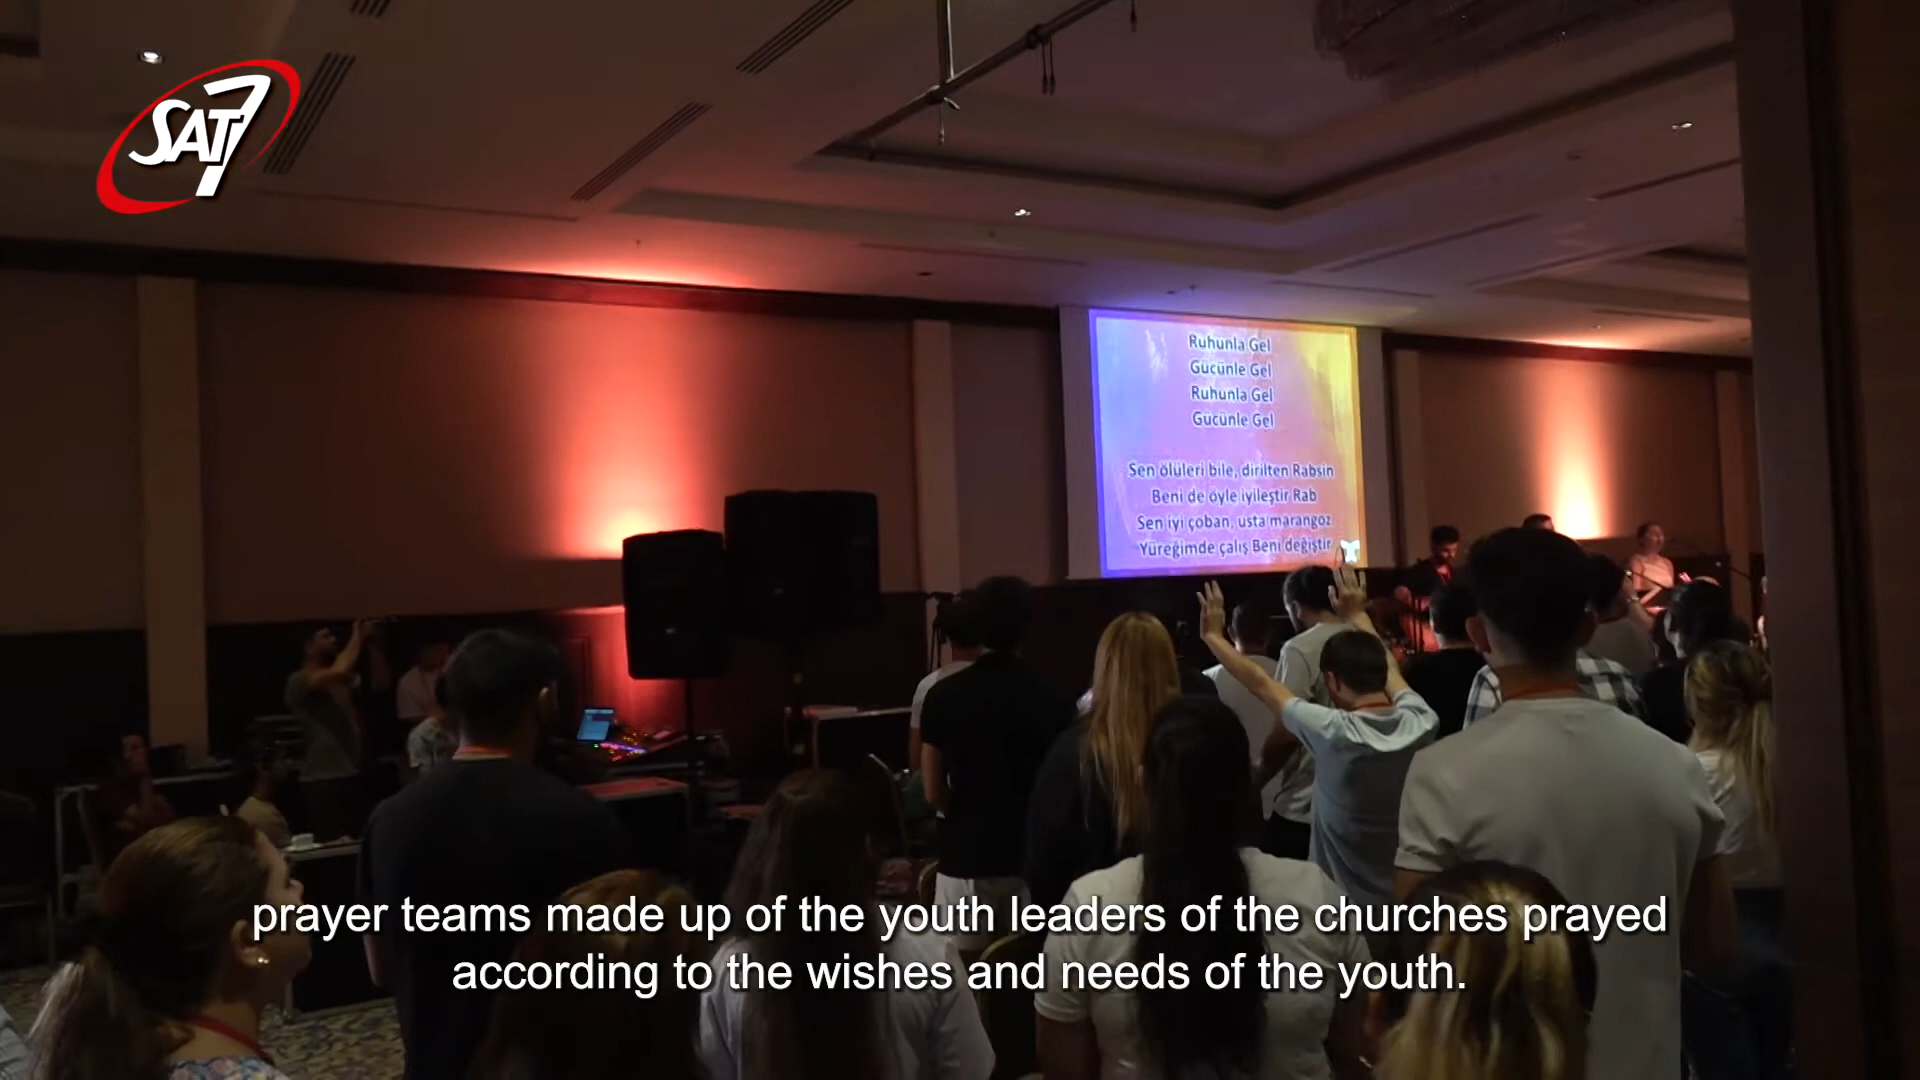 SAT7
Ruhunla Gel
Gücünle Gel
Ruhunla Gel
Gücünle Gel
Sen ölüleri bile, dirilten Rabsin
Beni de öyle iyileştir Rab
Sen iyi çoban, usta marangoz
Yüreğimde çalış Beni değiştir
prayer teams made up of the youth leaders of the churches prayed
according to the wishes and needs of the youth.